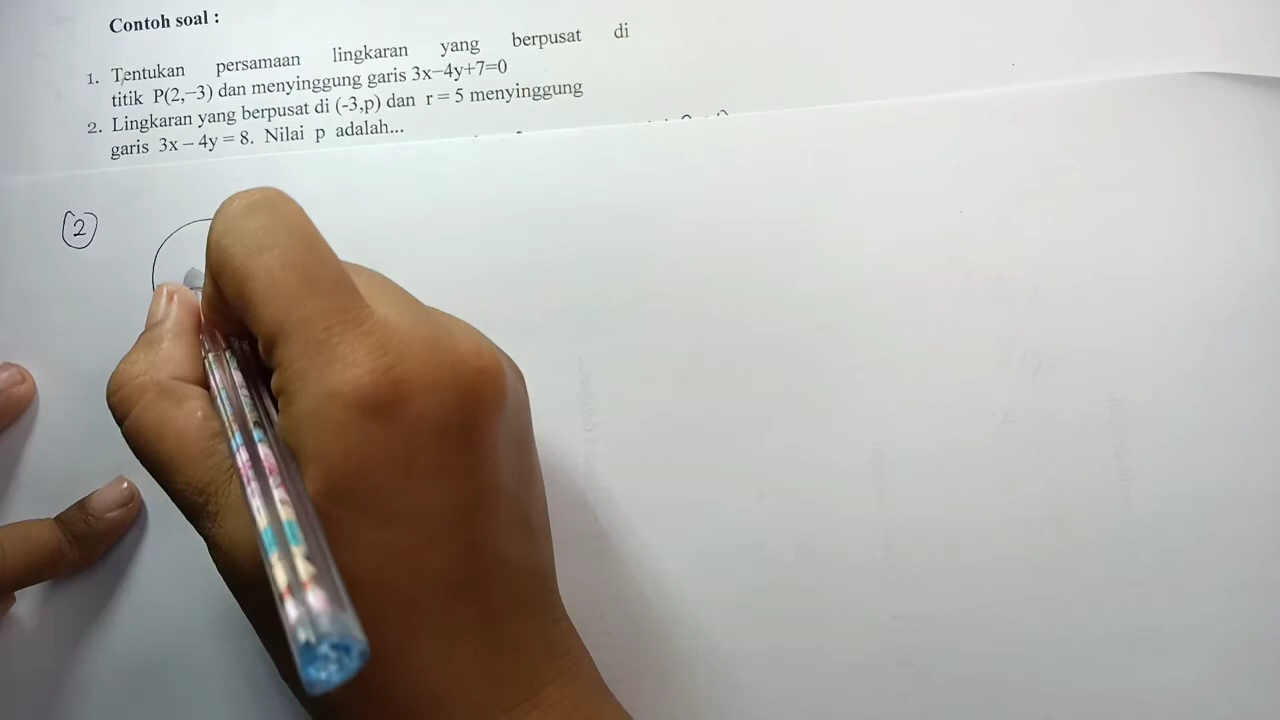 Contoh soal :
1. Tentukan persamaan lingkaran yang berpusat di
titik P(2,−3) dan menyinggung garis 3x−4y+7=0
2. Lingkaran yang berpusat di (-3,p) dan r = 5 menyinggung
garis 3x – 4y = 8. Nilai p adalah...
2